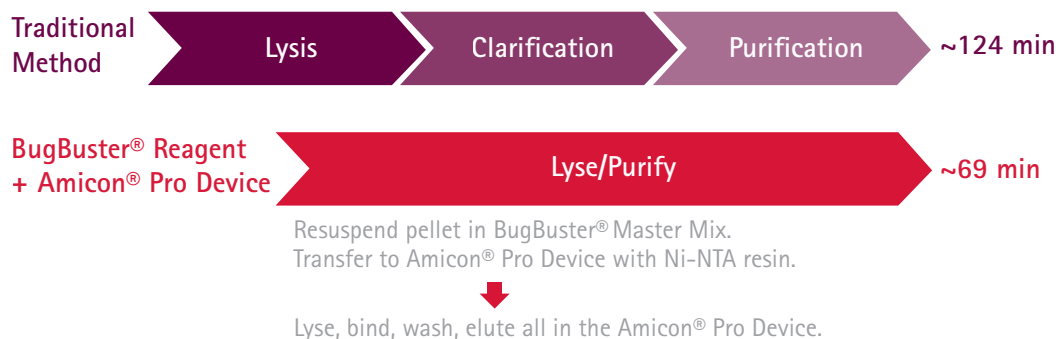 Traditional
Method
Lysis
Clarification
Purification
~124 min
BugBuster® Reagent
+ Amicon® Pro Device
Lyse/Purify
~69 min
Resuspend pellet in BugBuster® Master Mix.
Transfer to Amicon® Pro Device with Ni-NTA resin.
Lyse, bind, wash, elute all in the Amicon® Pro Device.